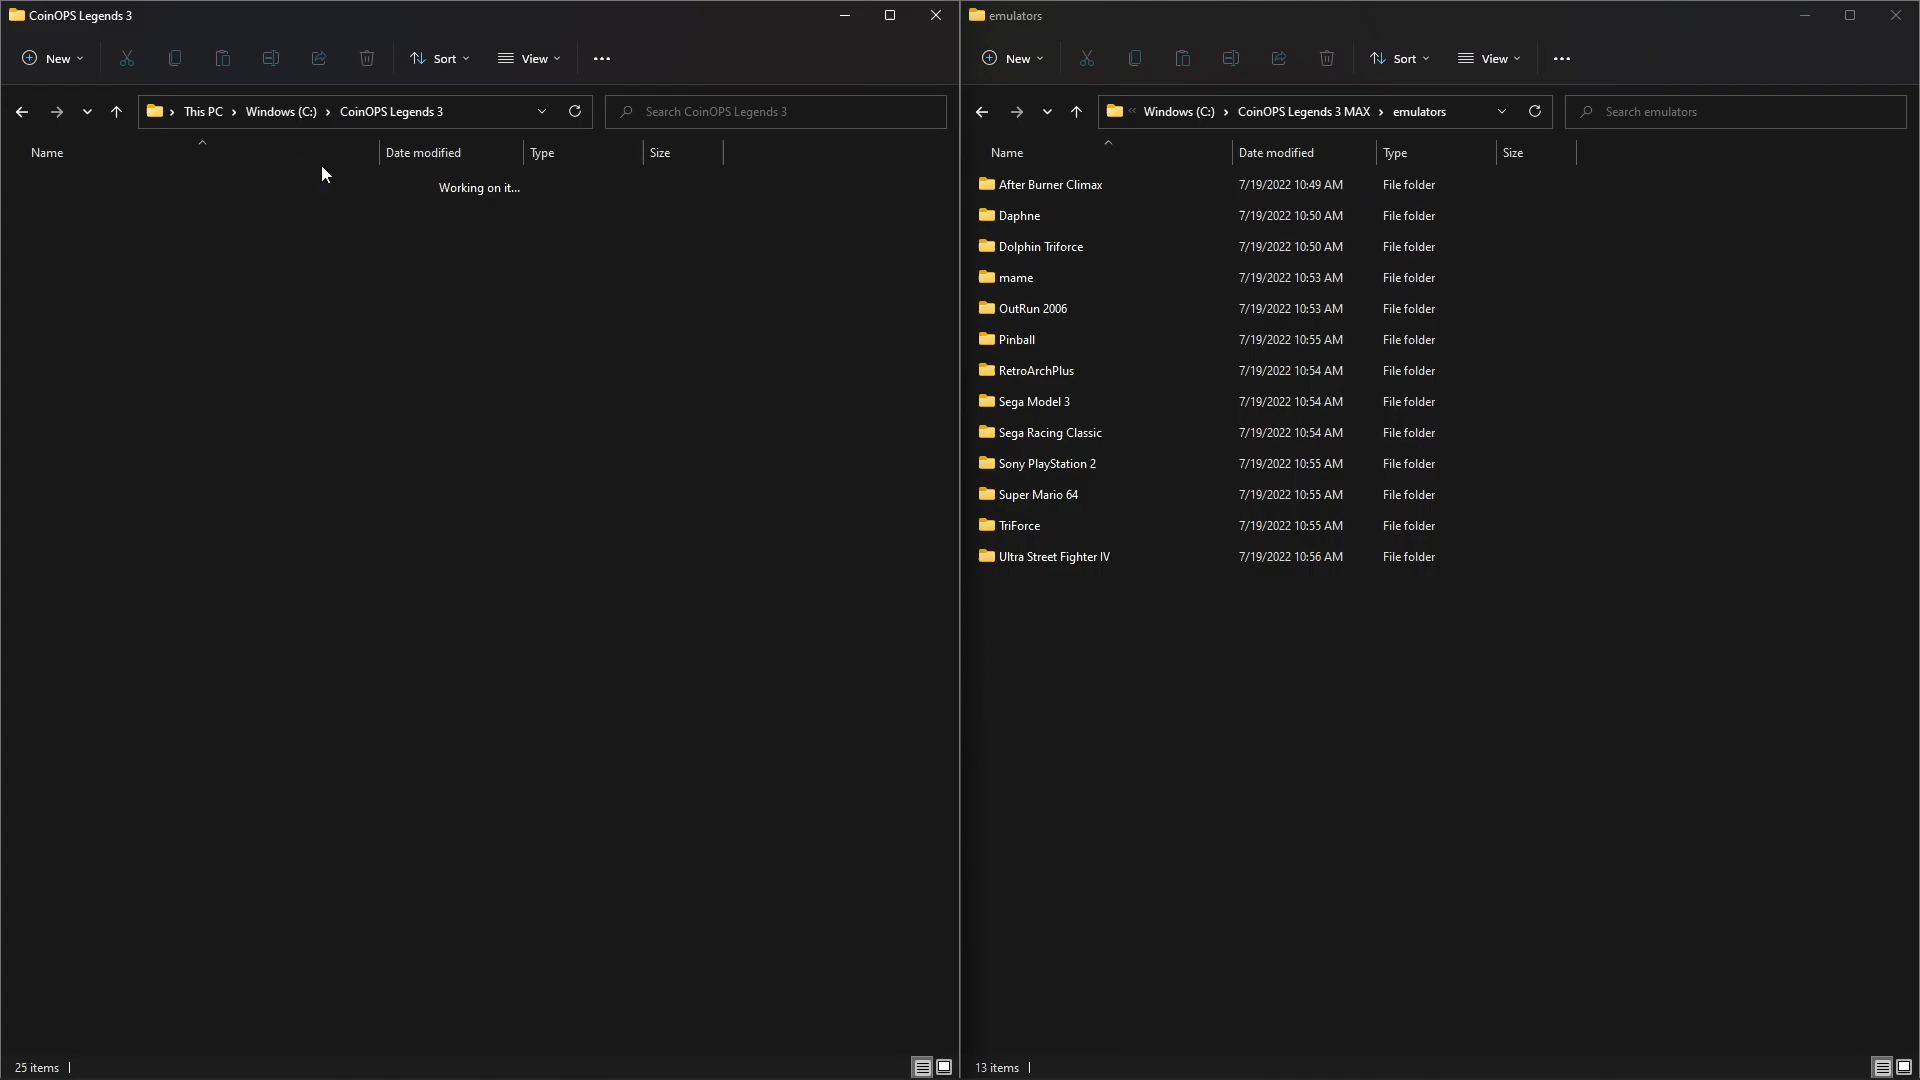 CoinOPS Legends 3
New
Sort
View
This PC
Windows (C:)
CoinOPS Legends 3
Search CoinOPS Legends 3
Name
Date modified
Type
Size
Working on it...
25 items
emulators
New
Sort
View
Windows (C:)
CoinOPS Legends 3 MAX
emulators
Search emulators
Name
Date modified
Type
Size
After Burner Climax 7/19/2022 10:49 AM File folder
Daphne 7/19/2022 10:50 AM File folder
Dolphin Triforce 7/19/2022 10:50 AM File folder
mame 7/19/2022 10:53 AM File folder
OutRun 2006 7/19/2022 10:53 AM File folder
Pinball 7/19/2022 10:55 AM File folder
RetroArchPlus 7/19/2022 10:54 AM File folder
Sega Model 3 7/19/2022 10:54 AM File folder
Sega Racing Classic 7/19/2022 10:54 AM File folder
Sony PlayStation 2 7/19/2022 10:55 AM File folder
Super Mario 64 7/19/2022 10:55 AM File folder
TriForce 7/19/2022 10:55 AM File folder
Ultra Street Fighter IV 7/19/2022 10:56 AM File folder
13 items